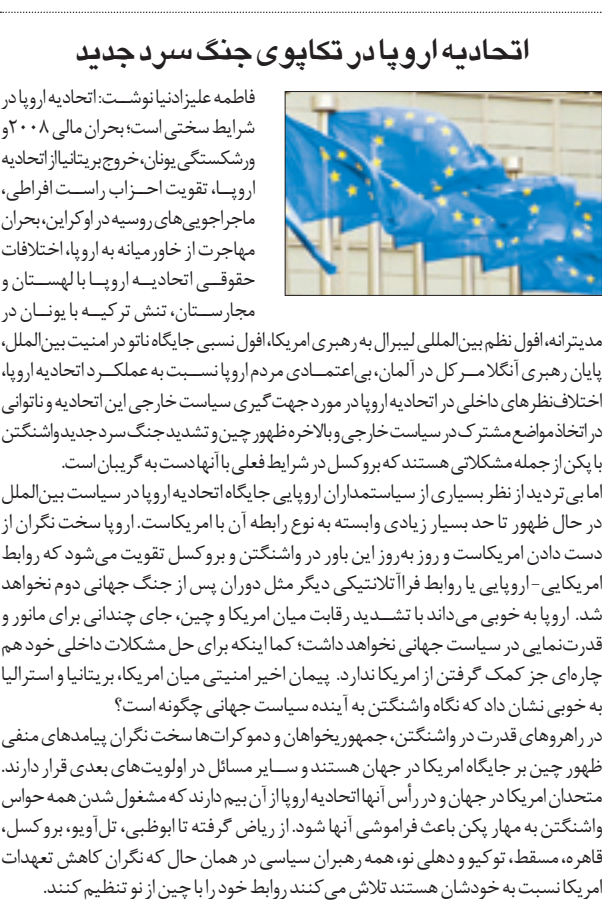 اتحادیه اروپا در تکاپوی جنگ سرد جدید
فاطمه علیزادنیا نوشت: اتحادیه اروپا در
شرایط سختی است؛ بحران مالی ۲۰۰۸ و
ورشکستگی یونان، خروج بریتانیا از اتحادیه
اروپا، تقویت احزاب راست افراطی،
ماجراجویی‌های روسیه در اوکراین، بحران
مهاجرت از خاورمیانه به اروپا، اختلافات
حقوقی اتحادیه اروپا با لهستان و
مجارستان، تنش ترکیه با یونان در
مدیترانه، افول نظم بین‌المللی لیبرال به رهبری امریکا، افول نسبی جایگاه ناتو در امنیت بین‌الملل،
پایان رهبری آنگلا مرکل در آلمان، بی‌اعتمادی مردم اروپا نسبت به عملکرد اتحادیه اروپا،
اختلاف‌نظرهای داخلی در اتحادیه اروپا در مورد جهت‌گیری سیاست خارجی این اتحادیه و ناتوانی
در اتخاذ مواضع مشترک در سیاست خارجی و بالاخره ظهور چین و تشدید جنگ سرد جدید واشنگتن
با پکن از جمله مشکلاتی هستند که بروکسل در شرایط فعلی با آنها دست به گریبان است.
اما بی‌تردید از نظر بسیاری از سیاستمداران اروپایی جایگاه اتحادیه اروپا در سیاست بین‌الملل
در حال ظهور تا حد بسیار زیادی وابسته به نوع رابطه آن با امریکاست. اروپا سخت نگران از
دست دادن امریکاست و روز به‌روز این باور در واشنگتن و بروکسل تقویت می‌شود که روابط
امریکایی-اروپایی یا روابط فراآتلانتیکی دیگر مثل دوران پس از جنگ جهانی دوم نخواهد
شد. اروپا به خوبی می‌داند با تشدید رقابت میان امریکا و چین، جای چندانی برای مانور و
قدرت‌نمایی در سیاست جهانی نخواهد داشت؛ کما اینکه برای حل مشکلات داخلی خود هم
چاره‌ای جز کمک گرفتن از امریکا ندارد. پیمان اخیر امنیتی میان امریکا، بریتانیا و استرالیا
به خوبی نشان داد که نگاه واشنگتن به آینده سیاست جهانی چگونه است؟
در راهروهای قدرت در واشنگتن، جمهوریخواهان و دموکرات‌ها سخت نگران پیامدهای منفی
ظهور چین بر جایگاه امریکا در جهان هستند و سایر مسائل در اولویت‌های بعدی قرار دارند.
متحدان امریکا در جهان و در رأس آنها اتحادیه اروپا از آن بیم دارند که مشغول شدن همه حواس
واشنگتن به مهار پکن باعث فراموشی آنها شود. از ریاض گرفته تا ابوظبی، تل‌آویو، بروکسل،
قاهره، مسقط، توکیو و دهلی نو، همه رهبران سیاسی در همان حال که نگران کاهش تعهدات
امریکا نسبت به خودشان هستند تلاش می‌کنند روابط خود را با چین از نو تنظیم کنند.